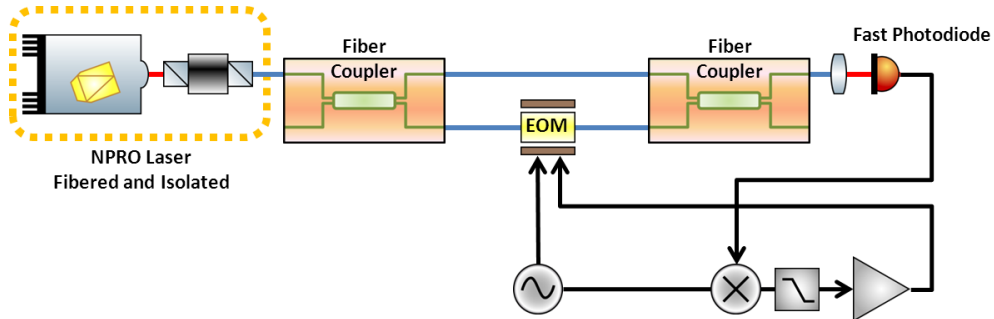 Fiber
Coupler
Fiber
Coupler
Fast Photodiode
EOM
NPRO Laser
Fibered and Isolated